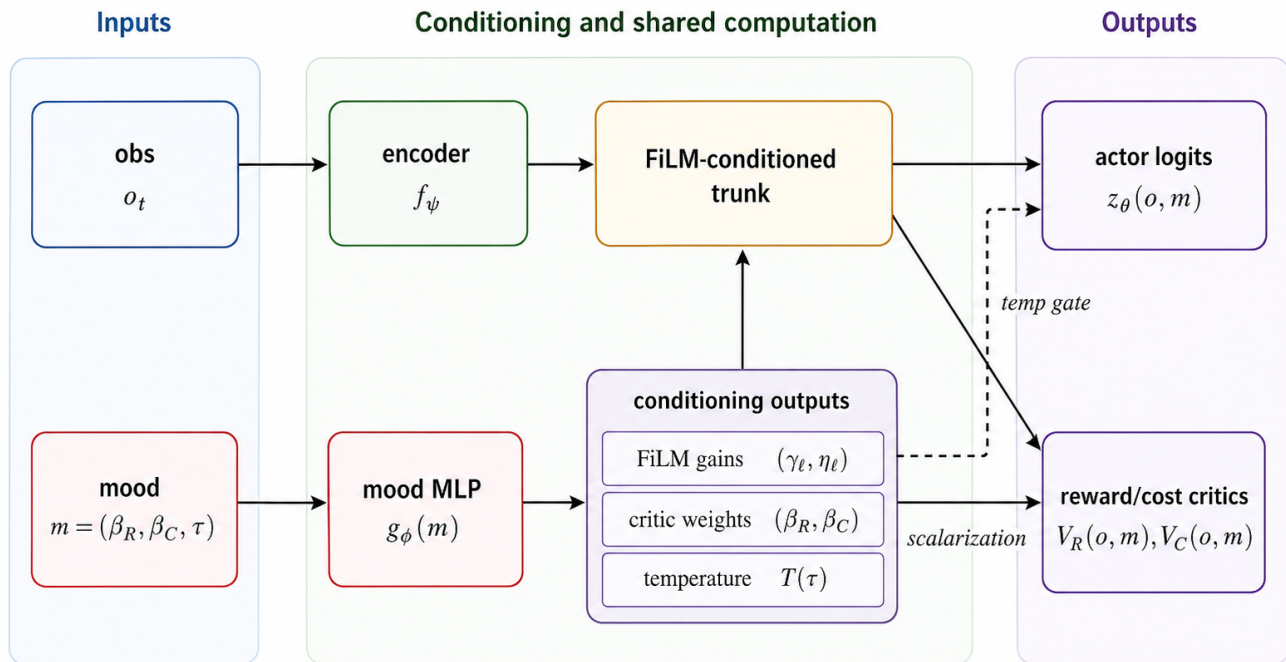 Inputs
Conditioning and shared computation
Outputs
obs
o_t
encoder
f_ψ
FiLM-conditioned
trunk
actor logits
z_θ(o, m)
temp gate
mood
m = (β_R, β_C, τ)
mood MLP
g_ϕ(m)
conditioning outputs
FiLM gains (γ_ℓ, η_ℓ)
critic weights (β_R, β_C)
temperature T(τ)
scalarization
reward/cost critics
V_R(o, m), V_C(o, m)